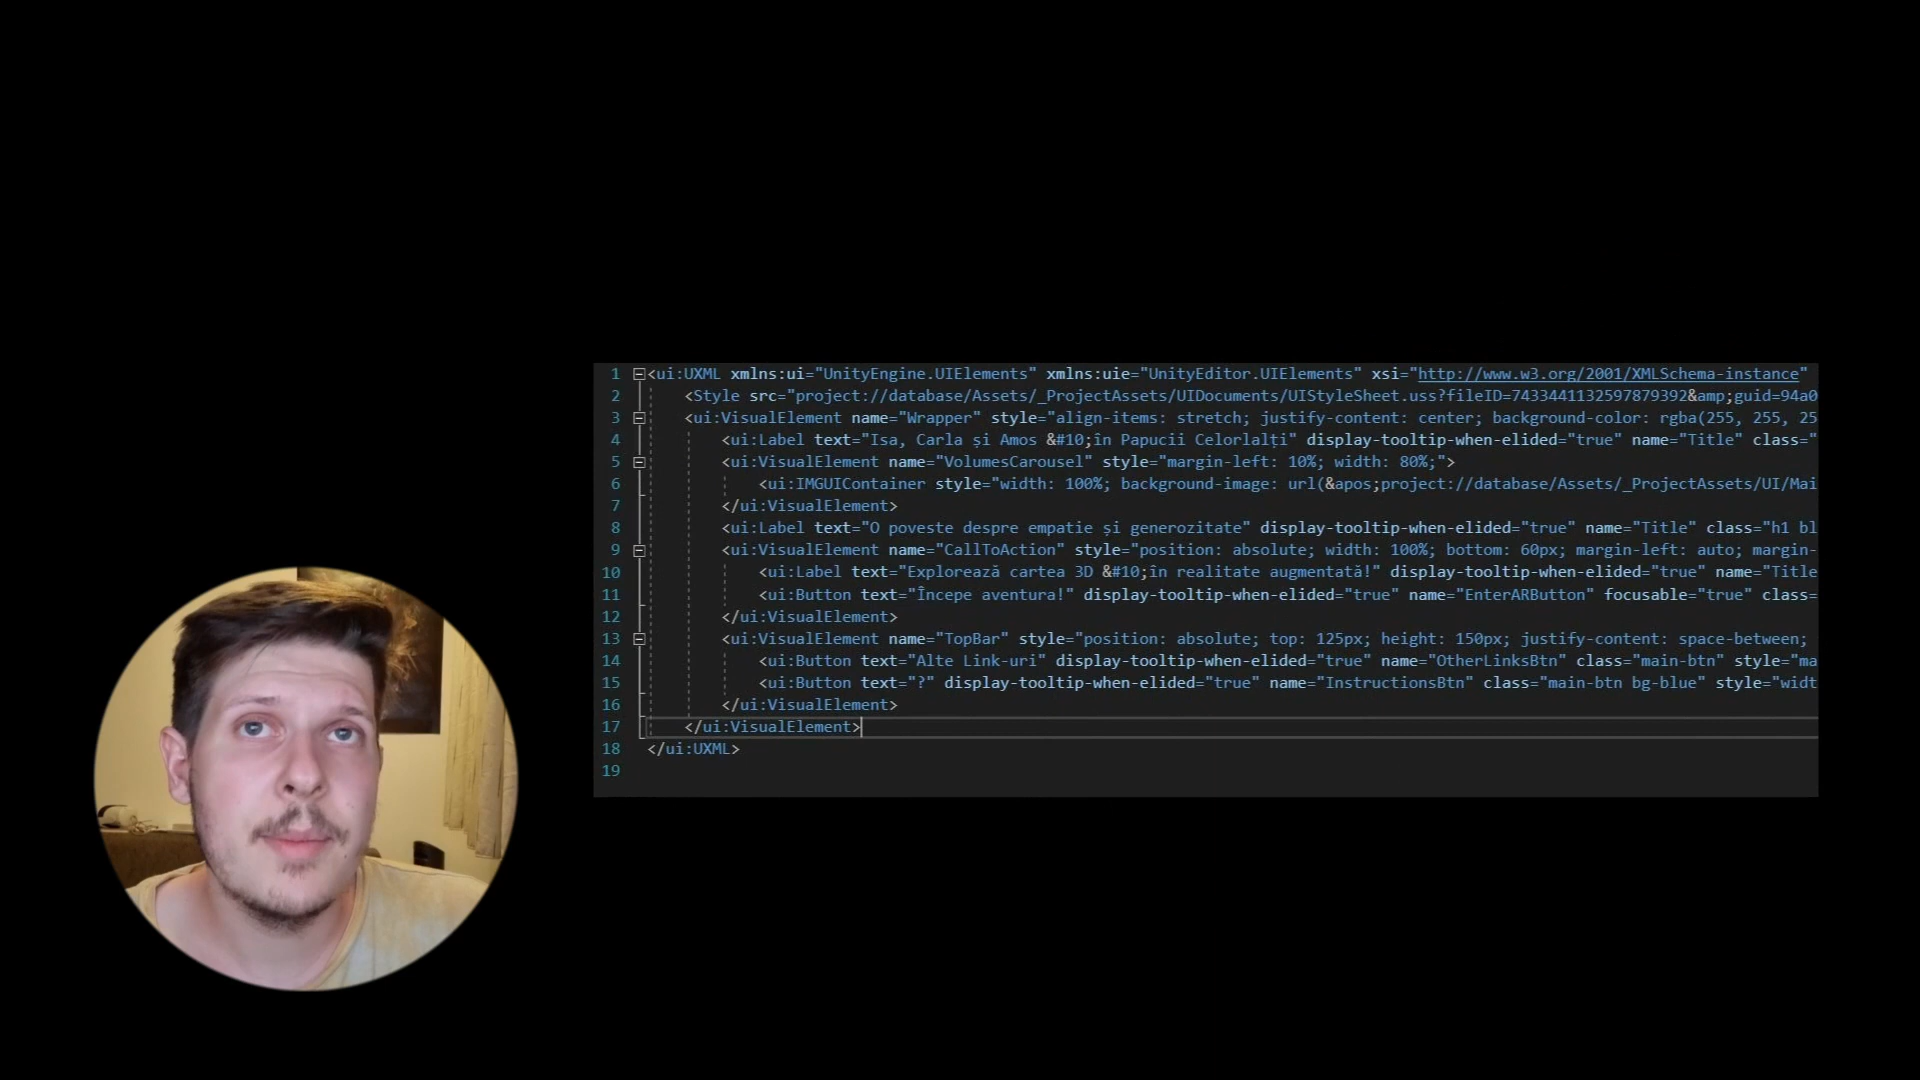 1 <ui:UXML xmlns:ui="UnityEngine.UIElements" xmlns:uie="UnityEditor.UIElements" xsi="http://www.w3.org/2001/XMLSchema-instance"
2 <Style src="project://database/Assets/_ProjectAssets/UIDocuments/UIStyleSheet.uss?fileID=7433441132597879392&amp;guid=94a0
3 <ui:VisualElement name="Wrapper" style="align-items: stretch; justify-content: center; background-color: rgba(255, 255, 25
4 <ui:Label text="Isa, Carla și Amos &#10;în Papucii Celorlalți" display-tooltip-when-elided="true" name="Title" class="
5 <ui:VisualElement name="VolumesCarousel" style="margin-left: 10%; width: 80%;">
6 <ui:IMGUIContainer style="width: 100%; background-image: url(&apos;project://database/Assets/_ProjectAssets/UI/Mai
7 </ui:VisualElement>
8 <ui:Label text="O poveste despre empatie și generozitate" display-tooltip-when-elided="true" name="Title" class="h1 bl
9 <ui:VisualElement name="CallToAction" style="position: absolute; width: 100%; bottom: 60px; margin-left: auto; margin-
10 <ui:Label text="Explorează cartea 3D &#10;în realitate augmentată!" display-tooltip-when-elided="true" name="Title
11 <ui:Button text="Începe aventura!" display-tooltip-when-elided="true" name="EnterARButton" focusable="true" class=
12 </ui:VisualElement>
13 <ui:VisualElement name="TopBar" style="position: absolute; top: 125px; height: 150px; justify-content: space-between;
14 <ui:Button text="Alte Link-uri" display-tooltip-when-elided="true" name="OtherLinksBtn" class="main-btn" style="ma
15 <ui:Button text="?" display-tooltip-when-elided="true" name="InstructionsBtn" class="main-btn bg-blue" style="widt
16 </ui:VisualElement>
17 </ui:VisualElement>
18 </ui:UXML>
19